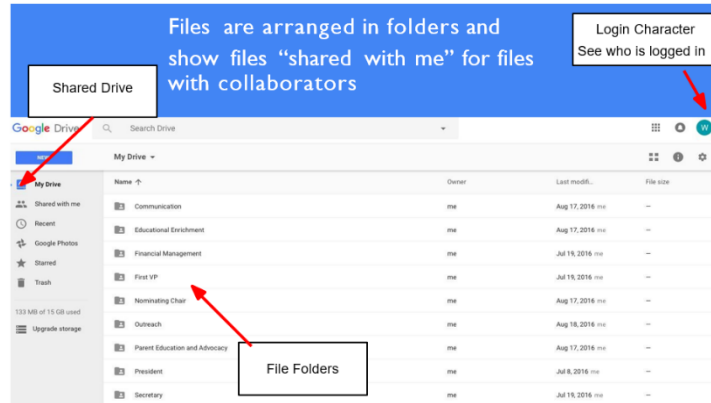 Files are arranged in folders and
show files “shared with me” for files
with collaborators
Login Character
See who is logged in
Shared Drive
Google Drive
Search Drive
W
My Drive
My Drive
Name
Owner
Last modifi...
File size
Shared with me
Recent
Google Photos
Starred
Trash
133 MB of 15 GB used
Upgrade storage
Communication me Aug 17, 2016 me –
Educational Enrichment me Aug 17, 2016 me –
Financial Management me Jul 19, 2016 me –
First VP me Jul 19, 2016 me –
Nominating Chair me Aug 17, 2016 me –
Outreach me Aug 18, 2016 me –
Parent Education and Advocacy me Aug 17, 2016 me –
President me Jul 8, 2016 me –
Secretary me Jul 19, 2016 me –
File Folders